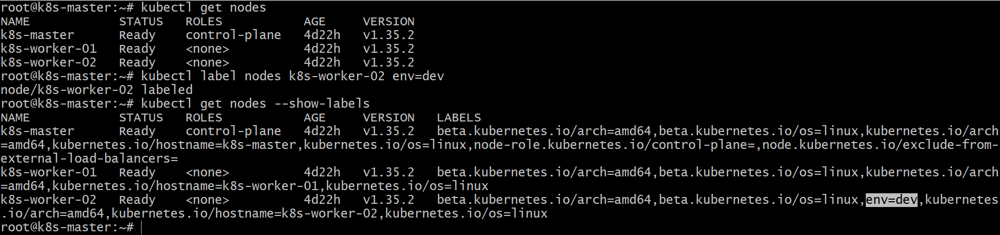 root@k8s-master:~# kubectl get nodes
NAME            STATUS   ROLES           AGE     VERSION
k8s-master      Ready    control-plane   4d22h   v1.35.2
k8s-worker-01   Ready    <none>          4d22h   v1.35.2
k8s-worker-02   Ready    <none>          4d22h   v1.35.2
root@k8s-master:~# kubectl label nodes k8s-worker-02 env=dev
node/k8s-worker-02 labeled
root@k8s-master:~# kubectl get nodes --show-labels
NAME            STATUS   ROLES           AGE     VERSION   LABELS
k8s-master      Ready    control-plane   4d22h   v1.35.2   beta.kubernetes.io/arch=amd64,beta.kubernetes.io/os=linux,kubernetes.io/arch
=amd64,kubernetes.io/hostname=k8s-master,kubernetes.io/os=linux,node-role.kubernetes.io/control-plane=,node.kubernetes.io/exclude-from-
external-load-balancers=
k8s-worker-01   Ready    <none>          4d22h   v1.35.2   beta.kubernetes.io/arch=amd64,beta.kubernetes.io/os=linux,kubernetes.io/arch
=amd64,kubernetes.io/hostname=k8s-worker-01,kubernetes.io/os=linux
k8s-worker-02   Ready    <none>          4d22h   v1.35.2   beta.kubernetes.io/arch=amd64,beta.kubernetes.io/os=linux,env=dev,kubernetes
.io/arch=amd64,kubernetes.io/hostname=k8s-worker-02,kubernetes.io/os=linux
root@k8s-master:~#